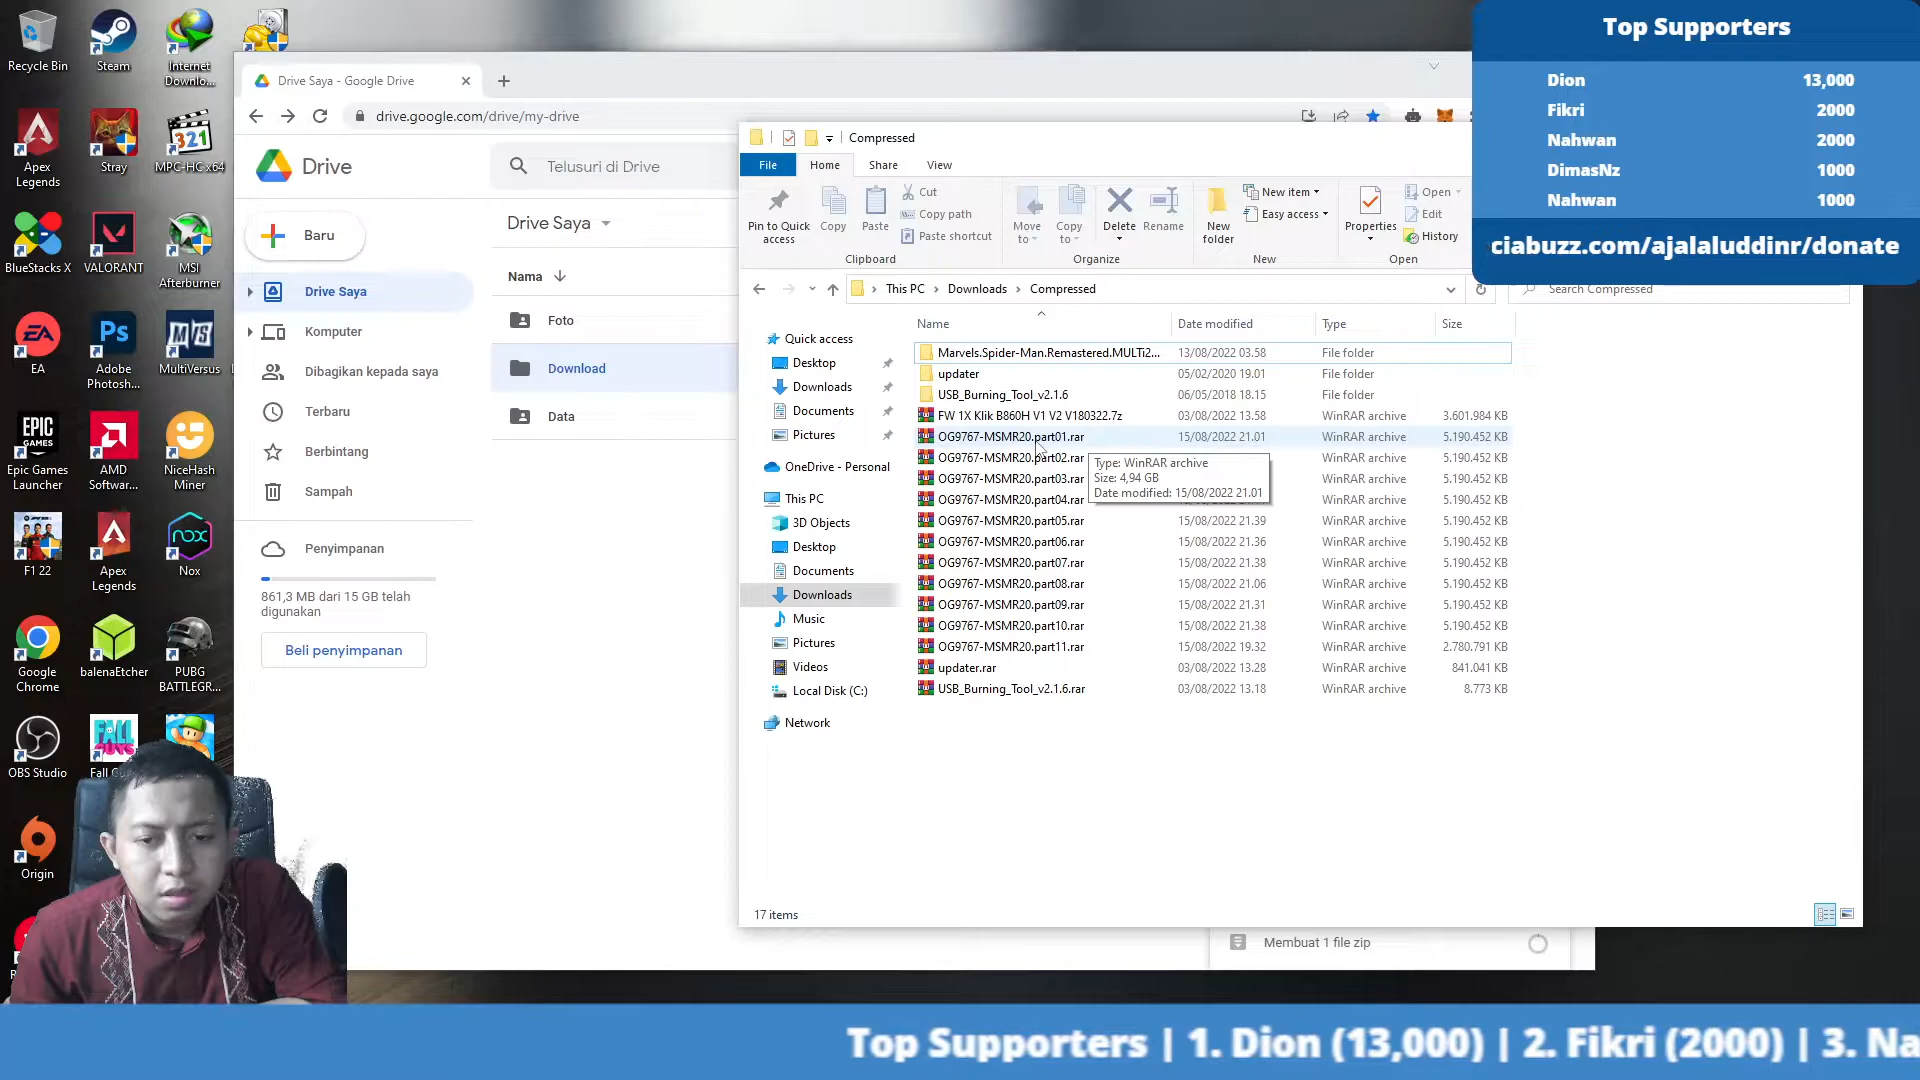 Recycle Bin
Steam
Internet
Downlo...
Apex
Legends
Stray
MPC-HC x64
BlueStacks X
VALORANT
MSI
Afterburner
EA
Adobe
Photosh...
MultiVersus
Epic Games
Launcher
AMD
Softwar...
NiceHash
Miner
F1 22
Apex
Legends
Nox
Google
Chrome
balenaEtcher
PUBG
BATTLEGR...
OBS Studio
Origin
Drive Saya - Google Drive
drive.google.com/drive/my-drive
Drive
Telusuri di Drive
Baru
Drive Saya
Komputer
Dibagikan kepada saya
Terbaru
Berbintang
Sampah
Penyimpanan
861,3 MB dari 15 GB telah
digunakan
Beli penyimpanan
Drive Saya
Nama
Foto
Download
Data
Compressed
File
Home
Share
View
Pin to Quick
access
Copy
Paste
Cut
Copy path
Paste shortcut
Clipboard
Move
to
Copy
to
Delete
Rename
Organize
New
folder
New item
Easy access
New
Properties
Open
Edit
History
Open
This PC
Downloads
Compressed
Search Compressed
Quick access
Desktop
Downloads
Documents
Pictures
OneDrive - Personal
This PC
3D Objects
Desktop
Documents
Downloads
Music
Pictures
Videos
Local Disk (C:)
Network
Name Date modified Type Size
Marvels.Spider-Man.Remastered.MULTi2... 13/08/2022 03.58 File folder
updater 05/02/2020 19.01 File folder
USB_Burning_Tool_v2.1.6 06/05/2018 18.15 File folder
FW 1X Klik B860H V1 V2 V180322.7z 03/08/2022 13.58 WinRAR archive 3.601.984 KB
OG9767-MSMR20.part01.rar 15/08/2022 21.01 WinRAR archive 5.190.452 KB
OG9767-MSMR20.part02.rar WinRAR archive 5.190.452 KB
OG9767-MSMR20.part03.rar WinRAR archive 5.190.452 KB
OG9767-MSMR20.part04.rar WinRAR archive 5.190.452 KB
OG9767-MSMR20.part05.rar 15/08/2022 21.39 WinRAR archive 5.190.452 KB
OG9767-MSMR20.part06.rar 15/08/2022 21.36 WinRAR archive 5.190.452 KB
OG9767-MSMR20.part07.rar 15/08/2022 21.38 WinRAR archive 5.190.452 KB
OG9767-MSMR20.part08.rar 15/08/2022 21.06 WinRAR archive 5.190.452 KB
OG9767-MSMR20.part09.rar 15/08/2022 21.31 WinRAR archive 5.190.452 KB
OG9767-MSMR20.part10.rar 15/08/2022 21.38 WinRAR archive 5.190.452 KB
OG9767-MSMR20.part11.rar 15/08/2022 19.32 WinRAR archive 2.780.791 KB
updater.rar 03/08/2022 13.28 WinRAR archive 841.041 KB
USB_Burning_Tool_v2.1.6.rar 03/08/2022 13.18 WinRAR archive 8.773 KB
Type: WinRAR archive
Size: 4,94 GB
Date modified: 15/08/2022 21.01
17 items
Membuat 1 file zip
Top Supporters
Dion 13,000
Fikri 2000
Nahwan 2000
DimasNz 1000
Nahwan 1000
ciabuzz.com/ajalaluddinr/donate
Top Supporters | 1. Dion (13,000) | 2. Fikri (2000) | 3. Na